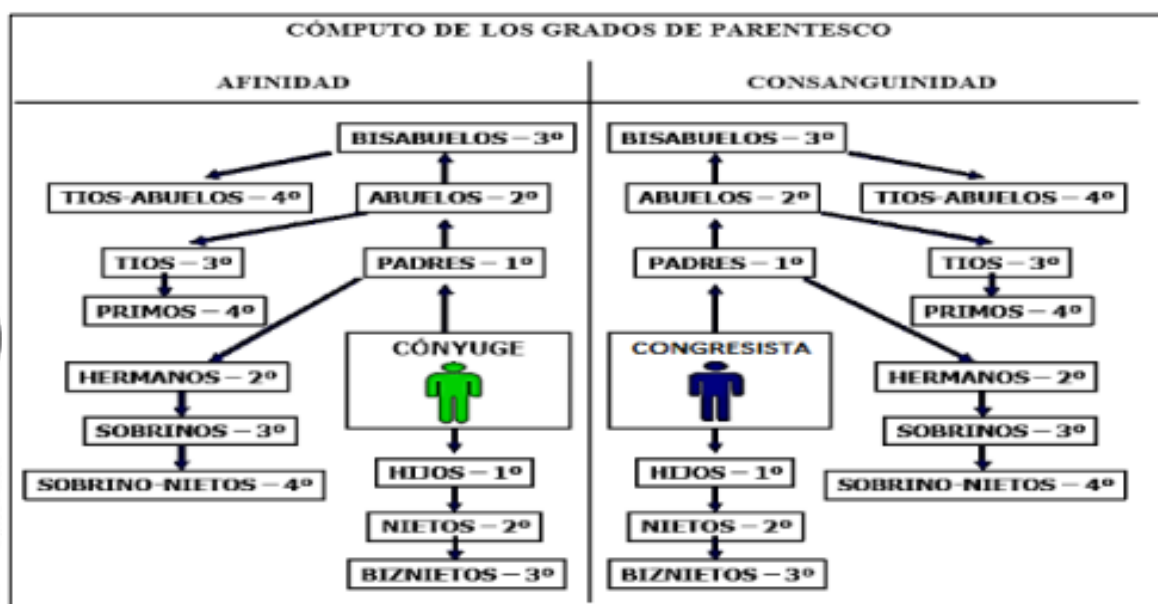 CÓMPUTO DE LOS GRADOS DE PARENTESCO
AFINIDAD
CONSANGUINIDAD
BISABUELOS – 3º
TIOS-ABUELOS – 4º
ABUELOS – 2º
TIOS – 3º
PADRES – 1º
PRIMOS – 4º
CÓNYUGE
HERMANOS – 2º
SOBRINOS – 3º
SOBRINO-NIETOS – 4º
HIJOS – 1º
NIETOS – 2º
BIZNIETOS – 3º
BISABUELOS – 3º
ABUELOS – 2º
TIOS-ABUELOS – 4º
PADRES – 1º
TIOS – 3º
PRIMOS – 4º
CONGRESISTA
HERMANOS – 2º
SOBRINOS – 3º
SOBRINO-NIETOS – 4º
HIJOS – 1º
NIETOS – 2º
BIZNIETOS – 3º